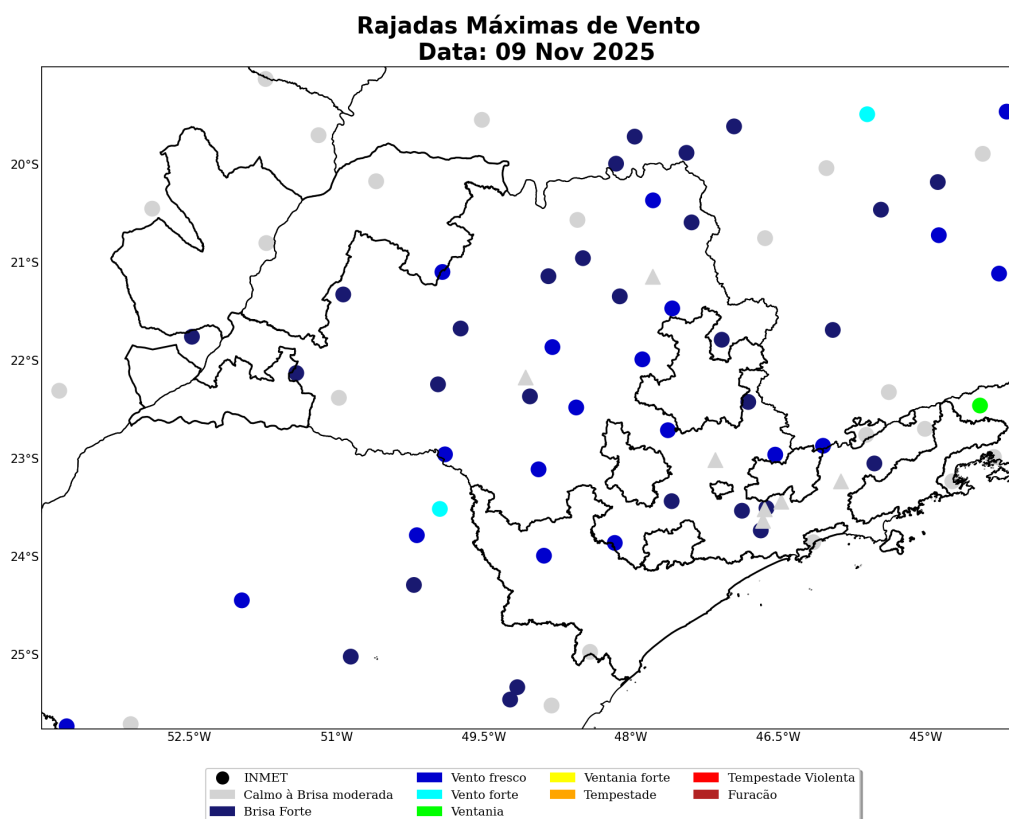 Rajadas Máximas de Vento
Data: 09 Nov 2025
20°S
21°S
22°S
23°S
24°S
25°S
52.5°W
51°W
49.5°W
48°W
46.5°W
45°W
INMET
Calmo à Brisa moderada
Brisa Forte
Vento fresco
Vento forte
Ventania
Ventania forte
Tempestade
Tempestade Violenta
Furacão